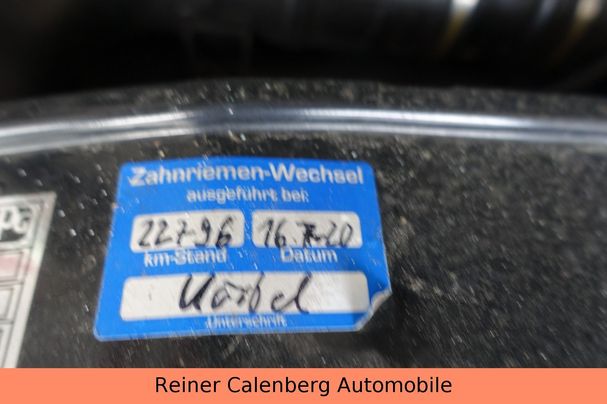 Zahnriemen-Wechsel
ausgeführt bei:
22796 16.7.20
km-Stand Datum
Unterschrift
Reiner Calenberg Automobile